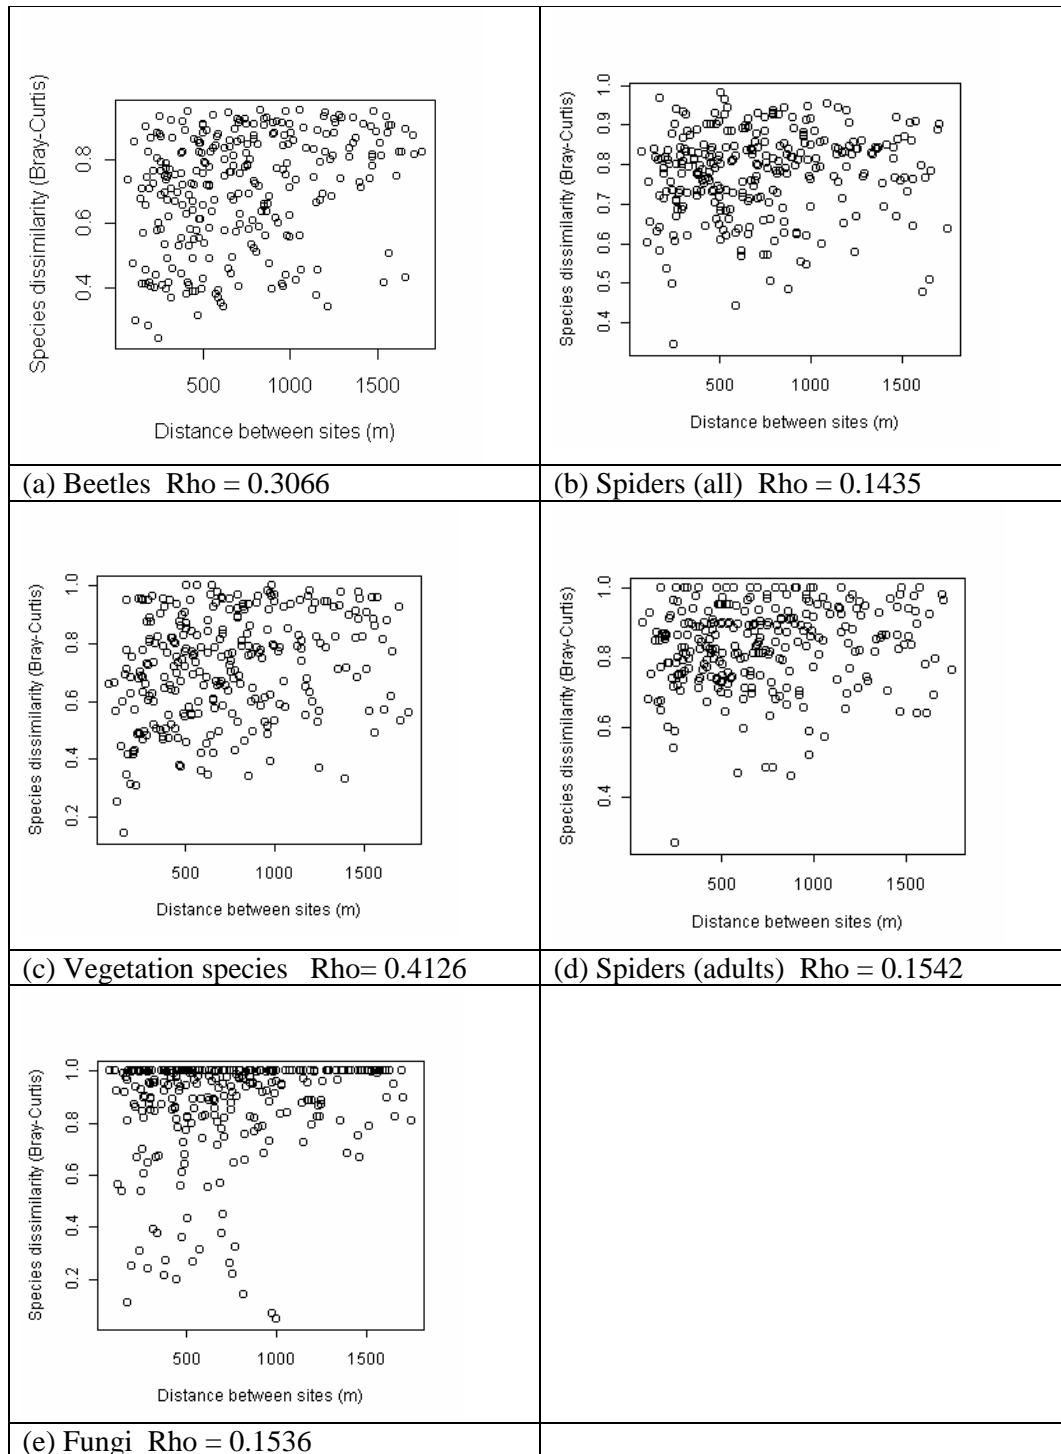 Species dissimilarity (Bray-Curtis)
0.8
0.6
0.4
500 1000 1500
Distance between sites (m)
(a) Beetles Rho = 0.3066
Species dissimilarity (Bray-Curtis)
1.0
0.9
0.8
0.7
0.6
0.5
0.4
500 1000 1500
Distance between sites (m)
(b) Spiders (all) Rho = 0.1435
Species dissimilarity (Bray-Curtis)
1.0
0.8
0.6
0.4
0.2
500 1000 1500
Distance between sites (m)
(c) Vegetation species Rho= 0.4126
Species dissimilarity (Bray-Curtis)
1.0
0.8
0.6
0.4
500 1000 1500
Distance between sites (m)
(d) Spiders (adults) Rho = 0.1542
Species dissimilarity (Bray-Curtis)
1.0
0.8
0.6
0.4
0.2
500 1000 1500
Distance between sites (m)
(e) Fungi Rho = 0.1536